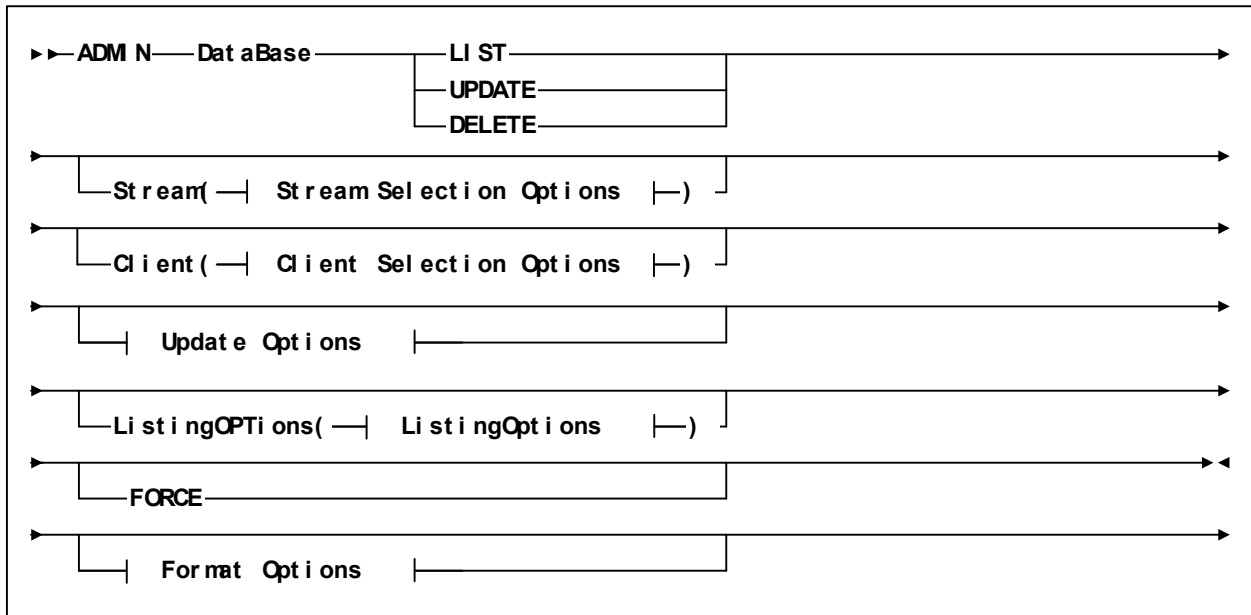 ADMIN DataBase LIST
UPDATE
DELETE
Stream( Stream Selection Options )
Client( Client Selection Options )
Update Options
ListingOPTions( ListingOptions )
FORCE
Format Options